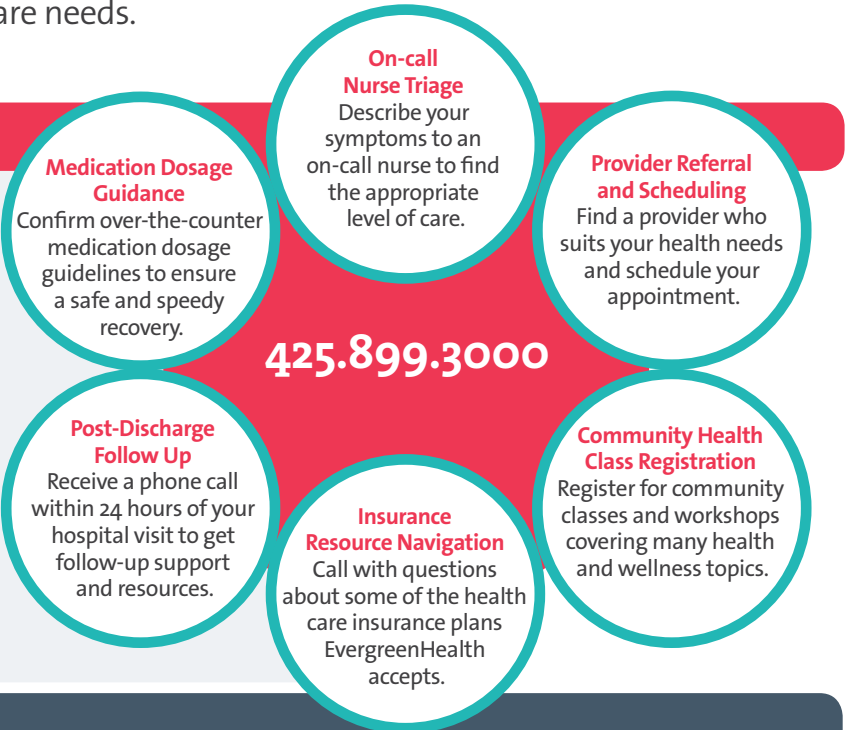 are needs.
On-call
Nurse Triage
Describe your
symptoms to an
on-call nurse to find
the appropriate
level of care.
Medication Dosage
Guidance
Confirm over-the-counter
medication dosage
guidelines to ensure
a safe and speedy
recovery.
Provider Referral
and Scheduling
Find a provider who
suits your health needs
and schedule your
appointment.
425.899.3000
Post-Discharge
Follow Up
Receive a phone call
within 24 hours of your
hospital visit to get
follow-up support
and resources.
Insurance
Resource Navigation
Call with questions
about some of the health
care insurance plans
EvergreenHealth
accepts.
Community Health
Class Registration
Register for community
classes and workshops
covering many health
and wellness topics.